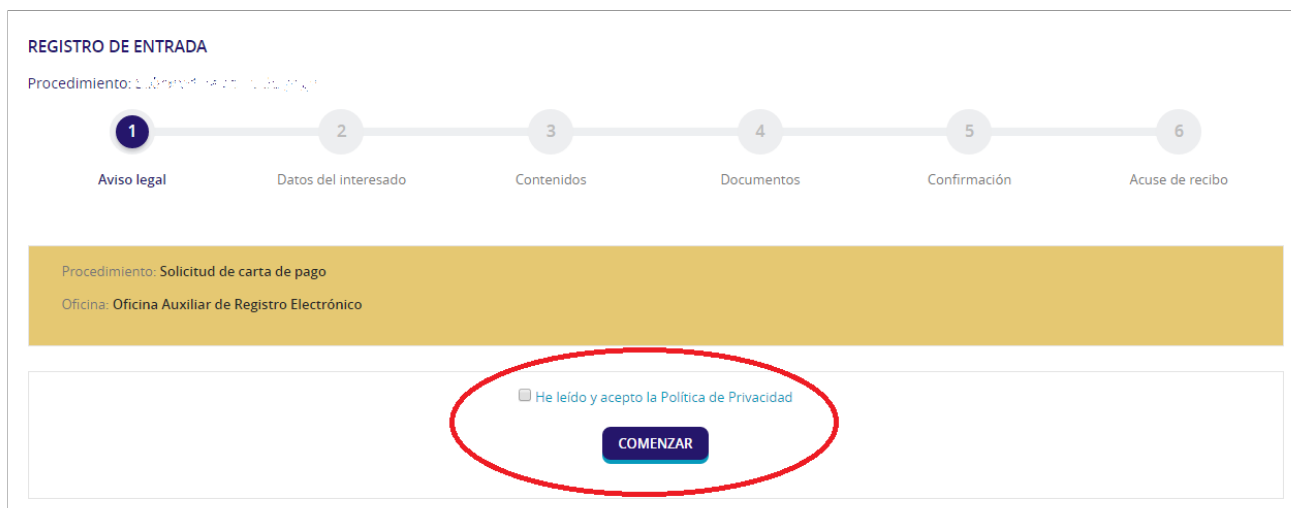 REGISTRO DE ENTRADA
Procedimiento:
1 2 3 4 5 6
Aviso legal Datos del interesado Contenidos Documentos Confirmación Acuse de recibo
Procedimiento: Solicitud de carta de pago
Oficina: Oficina Auxiliar de Registro Electrónico
He leído y acepto la Política de Privacidad
COMENZAR